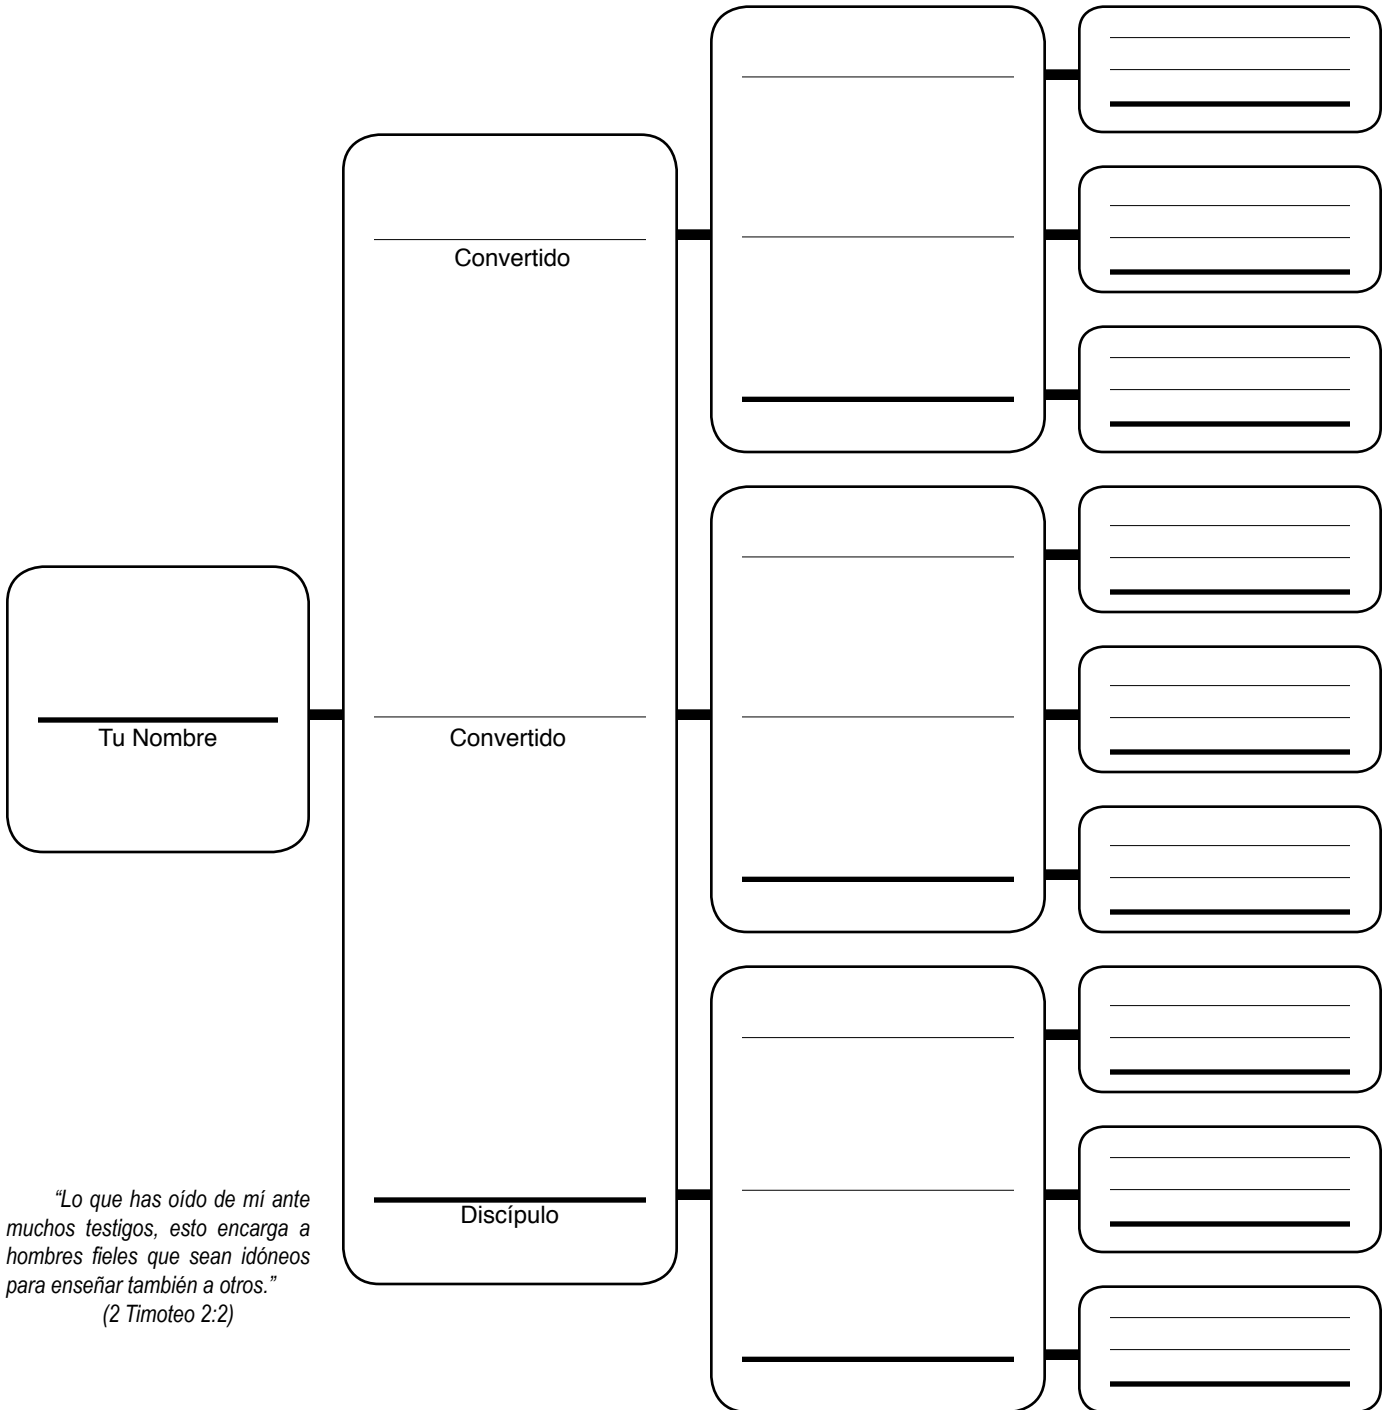 Convertido
Tu Nombre
Convertido
Discípulo
“Lo que has oído de mí ante
muchos testigos, esto encarga a
hombres fieles que sean idóneos
para enseñar también a otros.”
(2 Timoteo 2:2)